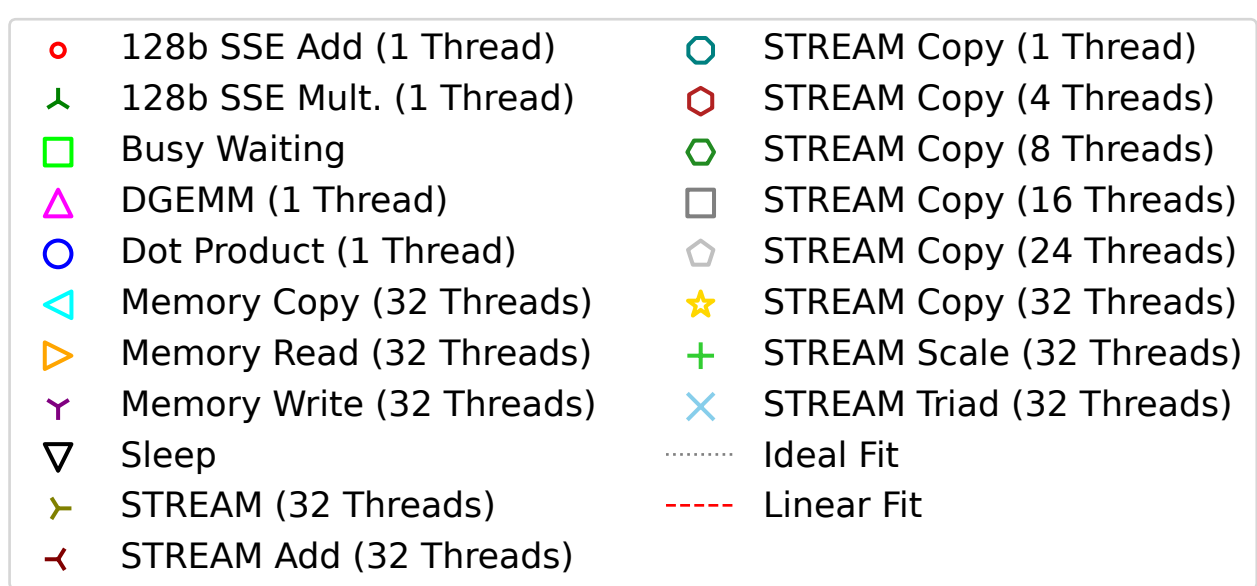 128b SSE Add (1 Thread)
128b SSE Mult. (1 Thread)
Busy Waiting
DGEMM (1 Thread)
Dot Product (1 Thread)
Memory Copy (32 Threads)
Memory Read (32 Threads)
Memory Write (32 Threads)
Sleep
STREAM (32 Threads)
STREAM Add (32 Threads)
STREAM Copy (1 Thread)
STREAM Copy (4 Threads)
STREAM Copy (8 Threads)
STREAM Copy (16 Threads)
STREAM Copy (24 Threads)
STREAM Copy (32 Threads)
STREAM Scale (32 Threads)
STREAM Triad (32 Threads)
Ideal Fit
Linear Fit